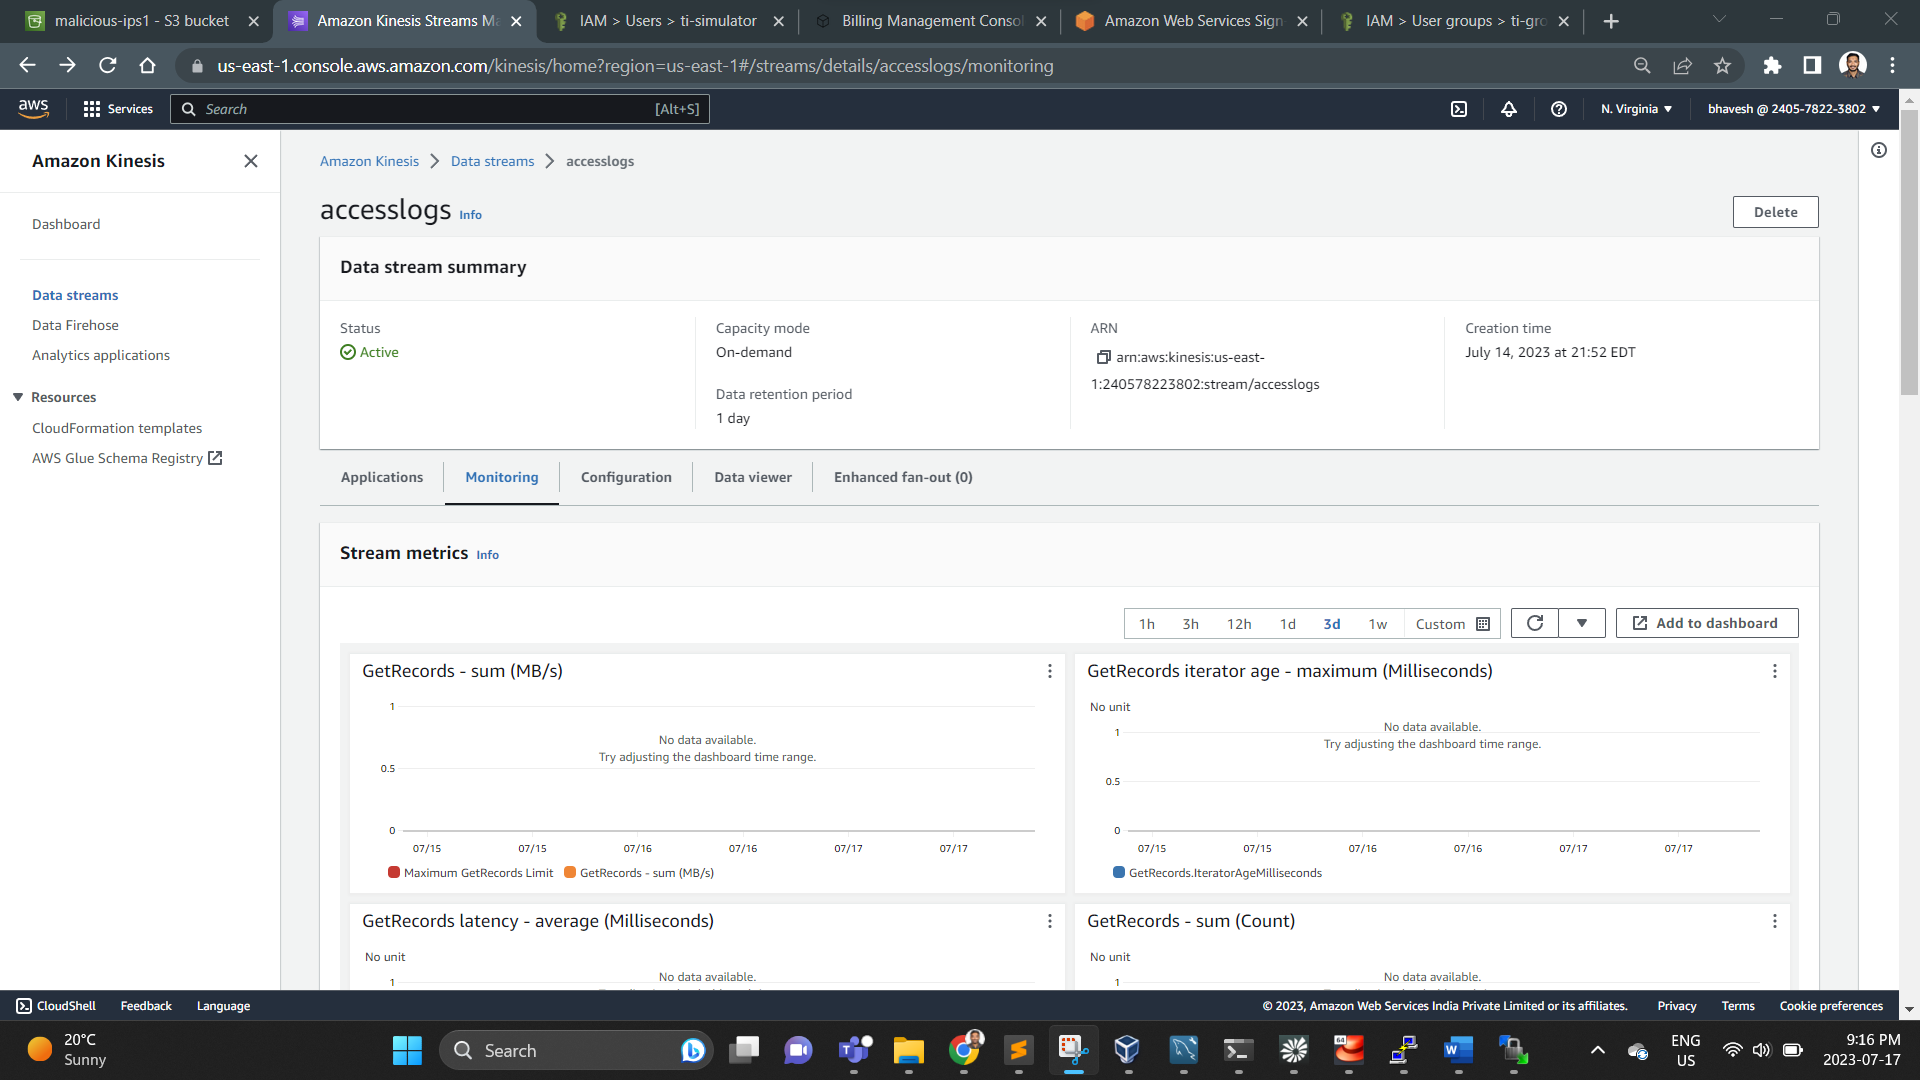 malicious-ips1 - S3 bucket
Amazon Kinesis Streams Ma
IAM > Users > ti-simulator
Billing Management Consol
Amazon Web Services Sign
IAM > User groups > ti-gro
us-east-1.console.aws.amazon.com/kinesis/home?region=us-east-1#/streams/details/accesslogs/monitoring
aws
Services
Search
[Alt+S]
N. Virginia
bhavesh @ 2405-7822-3802
Amazon Kinesis
Dashboard
Data streams
Data Firehose
Analytics applications
Resources
CloudFormation templates
AWS Glue Schema Registry
Amazon Kinesis
Data streams
accesslogs
accesslogs Info
Delete
Data stream summary
Status
Active
Capacity mode
On-demand
Data retention period
1 day
ARN
arn:aws:kinesis:us-east-
1:240578223802:stream/accesslogs
Creation time
July 14, 2023 at 21:52 EDT
Applications
Monitoring
Configuration
Data viewer
Enhanced fan-out (0)
Stream metrics Info
1h 3h 12h 1d 3d 1w Custom
Add to dashboard
GetRecords - sum (MB/s)
1
No data available.
Try adjusting the dashboard time range.
0.5
0
07/15 07/15 07/16 07/16 07/17 07/17
Maximum GetRecords Limit GetRecords - sum (MB/s)
GetRecords iterator age - maximum (Milliseconds)
No unit
No data available.
1
Try adjusting the dashboard time range.
0.5
0
07/15 07/15 07/16 07/16 07/17 07/17
GetRecords.IteratorAgeMilliseconds
GetRecords latency - average (Milliseconds)
No unit
No data available.
1
GetRecords - sum (Count)
No unit
No data available.
1
CloudShell
Feedback
Language
© 2023, Amazon Web Services India Private Limited or its affiliates.
Privacy
Terms
Cookie preferences
20°C
Sunny
Search
64
ENG
US
9:16 PM
2023-07-17